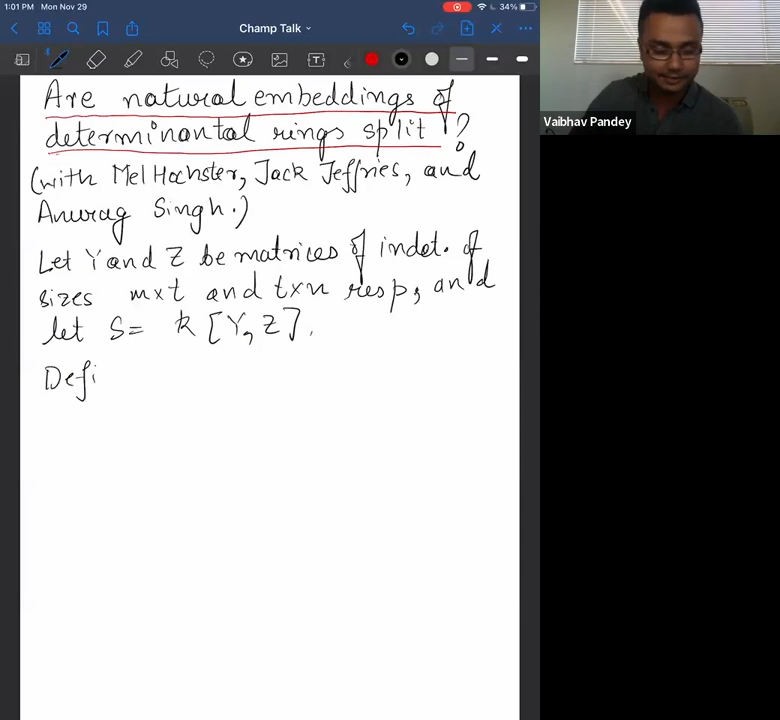 1:01 PM Mon Nov 29
34%
Champ Talk
Are natural embeddings of
determinantal rings split?
(with Mel Hochster, Jack Jeffries, and
Anurag Singh.)
Let Y and Z be matrices of indet. of
sizes m×t and t×n resp, and
let S = k[Y, Z].
Defi
Vaibhav Pandey